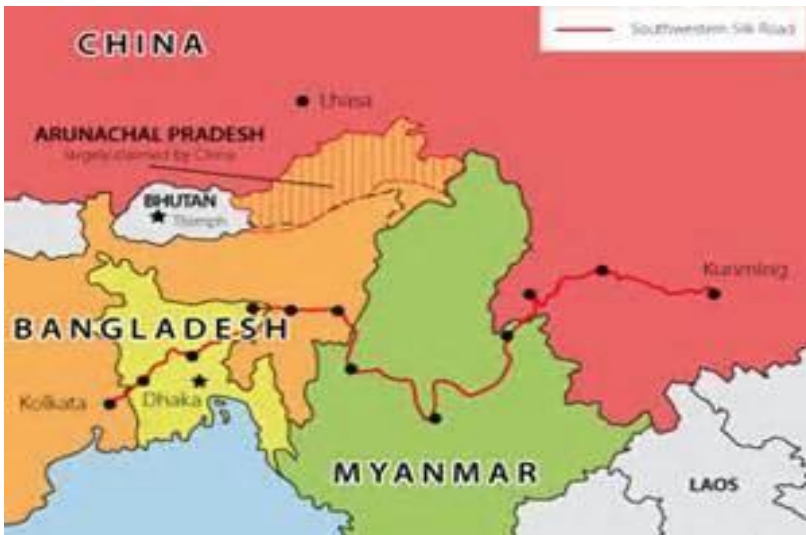 CHINA
Southwestern Silk Road
Lhasa
ARUNACHAL PRADESH
largely claimed by China
BHUTAN
Thimph
Kunming
BANGLADESH
Kolkata
Dhaka
MYANMAR
LAOS